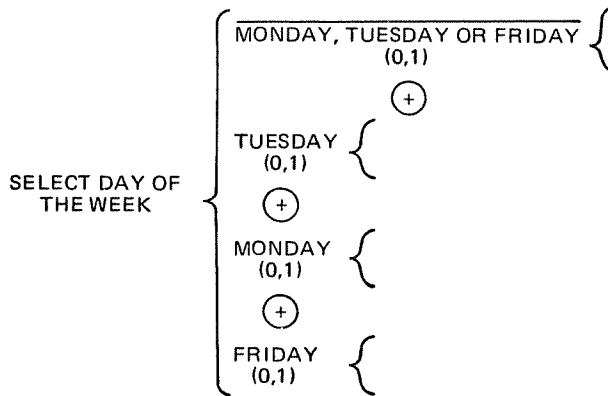 MONDAY, TUESDAY OR FRIDAY
(0,1)
+
TUESDAY
(0,1)
SELECT DAY OF
THE WEEK
+
MONDAY
(0,1)
+
FRIDAY
(0,1)